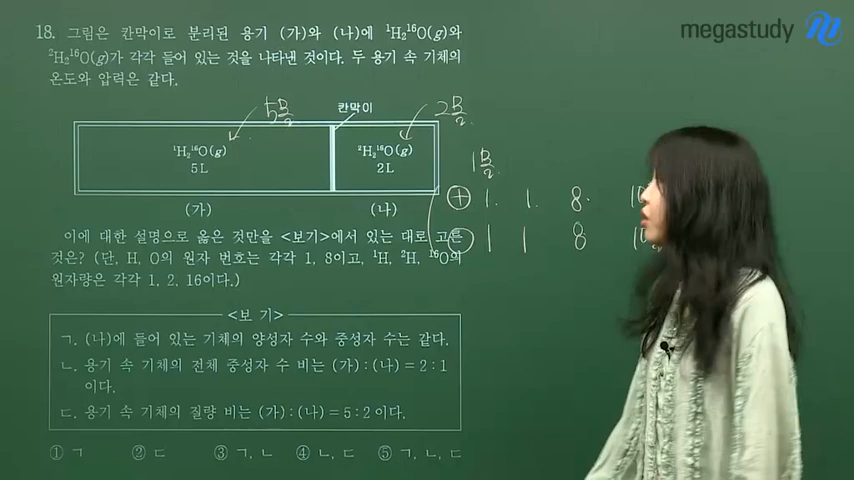 megastudy
18. 그림은 칸막이로 분리된 용기 (가)와 (나)에 ¹H₂¹⁶O(g)와
²H₂¹⁶O(g)가 각각 들어 있는 것을 나타낸 것이다. 두 용기 속 기체의
온도와 압력은 같다.
칸막이
¹H₂¹⁶O(g)
5L
²H₂¹⁶O(g)
2L
(가)
(나)
⊕ 1. 1. 8.
1 1 8
이에 대한 설명으로 옳은 것만을 <보기>에서 있는 대로 고른
것은? (단, H, O의 원자 번호는 각각 1, 8이고, ¹H, ²H, ¹⁶O의
원자량은 각각 1, 2, 16이다.)
<보 기>
ㄱ. (나)에 들어 있는 기체의 양성자 수와 중성자 수는 같다.
ㄴ. 용기 속 기체의 전체 중성자 수 비는 (가) : (나) = 2 : 1
이다.
ㄷ. 용기 속 기체의 질량 비는 (가) : (나) = 5 : 2 이다.
① ㄱ ② ㄷ ③ ㄱ, ㄴ ④ ㄴ, ㄷ ⑤ ㄱ, ㄴ, ㄷ